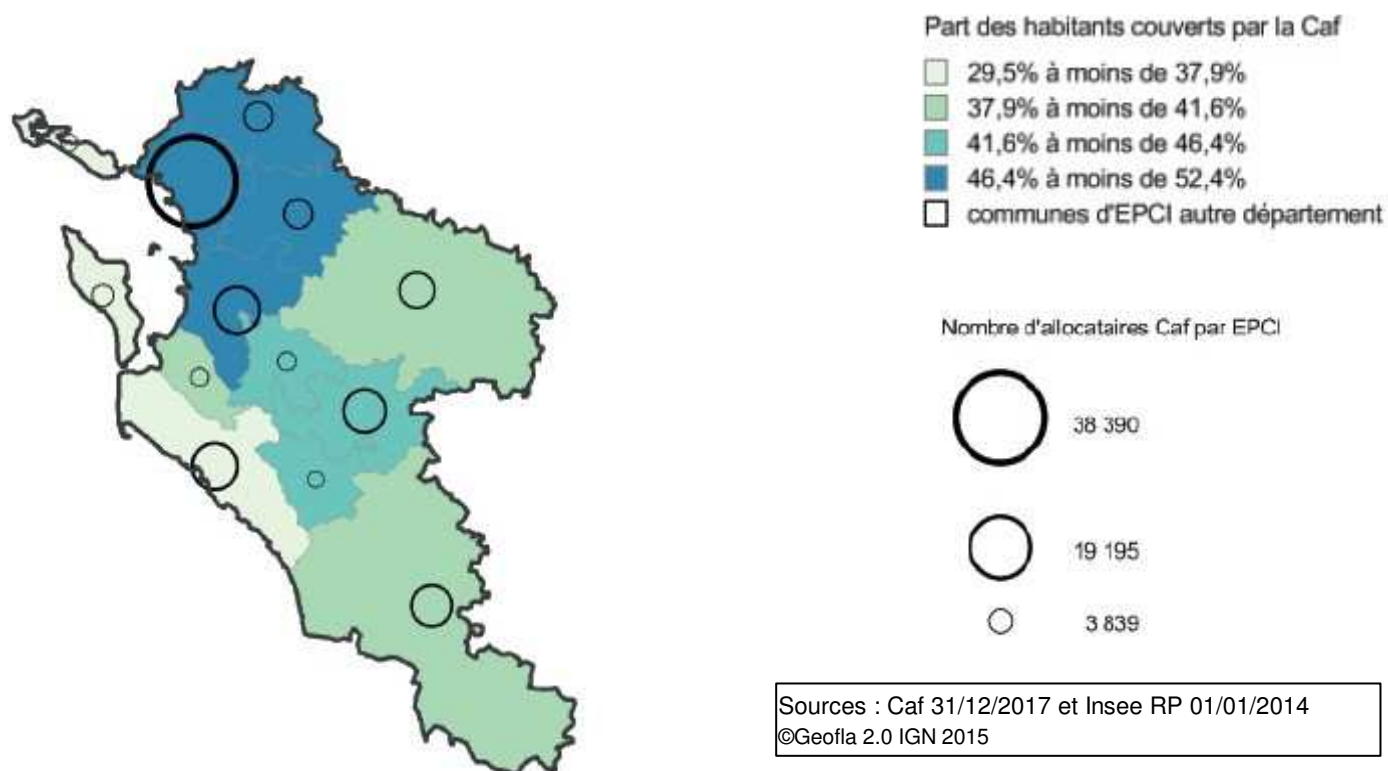 Part des habitants couverts par la Caf
29,5% à moins de 37,9%
37,9% à moins de 41,6%
41,6% à moins de 46,4%
46,4% à moins de 52,4%
communes d'EPCI autre département
Nombre d'allocataires Caf par EPCI
38 390
19 195
3 839
Sources : Caf 31/12/2017 et Insee RP 01/01/2014
©Geofla 2.0 IGN 2015